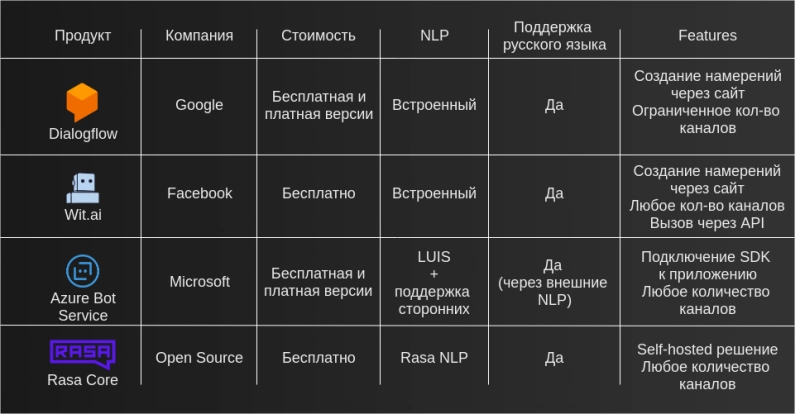 Продукт
Компания
Стоимость
NLP
Поддержка
русского языка
Features
Dialogflow
Google
Бесплатная и
платная версии
Встроенный
Да
Создание намерений
через сайт
Ограниченное кол-во
каналов
Wit.ai
Facebook
Бесплатно
Встроенный
Да
Создание намерений
через сайт
Любое кол-во каналов
Вызов через API
Azure Bot
Service
Microsoft
Бесплатная и
платная версии
LUIS
+
поддержка
сторонних
Да
(через внешние
NLP)
Подключение SDK
к приложению
Любое количество
каналов
RASA
Rasa Core
Open Source
Бесплатно
Rasa NLP
Да
Self-hosted решение
Любое количество
каналов